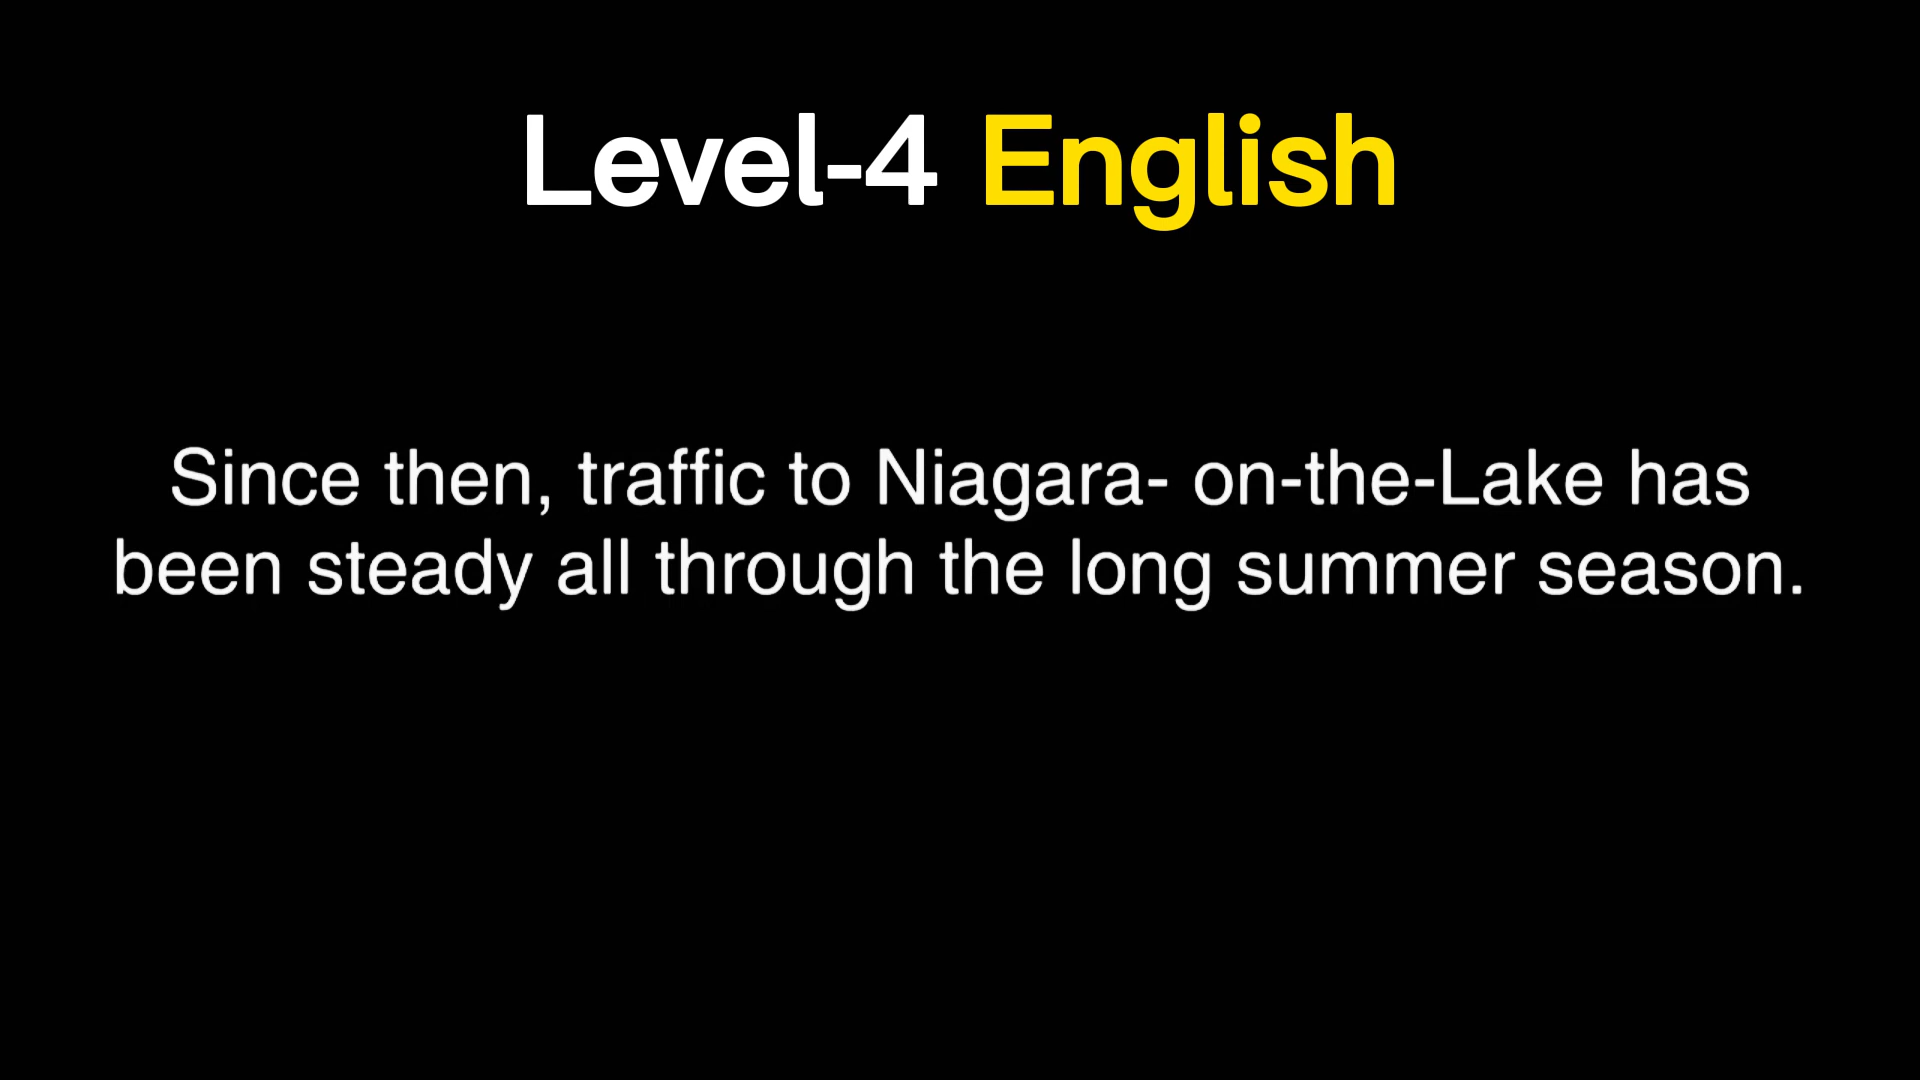 Level-4 English
Since then, traffic to Niagara- on-the-Lake has
been steady all through the long summer season.